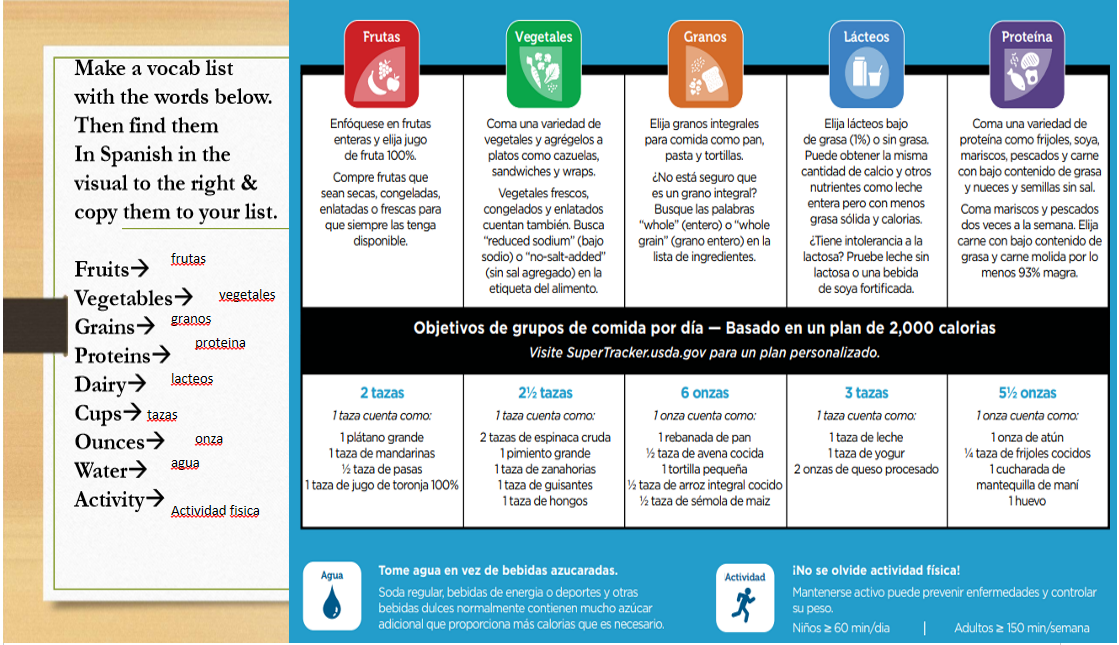 Make a vocab list
with the words below.
Then find them
In Spanish in the
visual to the right &
copy them to your list.
Fruits→ frutas
Vegetables→ vegetales
Grains→ granos
Proteins→ proteina
Dairy→ lacteos
Cups→ tazas
Ounces→ onza
Water→ agua
Activity→ Actividad fisica
Frutas
Enfóquese en frutas
enteras y elija jugo
de fruta 100%.
Compre frutas que
sean secas, congeladas,
enlatadas o frescas para
que siempre las tenga
disponible.
Vegetales
Coma una variedad de
vegetales y agrégelos a
platos como cazuelas,
sandwiches y wraps.
Vegetales frescos,
congelados y enlatados
cuentan también. Busca
“reduced sodium” (bajo
sodio) o “no-salt-added”
(sin sal agregado) en la
etiqueta del alimento.
Granos
Elija granos integrales
para comida como pan,
pasta y tortillas.
¿No está seguro que
es un grano integral?
Busque las palabras
“whole” (entero) o “whole
grain” (grano entero) en la
lista de ingredientes.
Lácteos
Elija lácteos bajo
de grasa (1%) o sin grasa.
Puede obtener la misma
cantidad de calcio y otros
nutrientes como leche
entera pero con menos
grasa sólida y calorias.
¿Tiene intolerancia a la
lactosa? Pruebe leche sin
lactosa o una bebida
de soya fortificada.
Proteína
Coma una variedad de
proteína como frijoles, soya,
mariscos, pescados y carne
con bajo contenido de grasa
y nueces y semillas sin sal.
Coma mariscos y pescados
dos veces a la semana. Elija
carne con bajo contenido de
grasa y carne molida por lo
menos 93% magra.
Objetivos de grupos de comida por día — Basado en un plan de 2,000 calorias
Visite SuperTracker.usda.gov para un plan personalizado.
2 tazas
1 taza cuenta como:
1 plátano grande
1 taza de mandarinas
½ taza de pasas
1 taza de jugo de toronja 100%
2½ tazas
1 taza cuenta como:
2 tazas de espinaca cruda
1 pimiento grande
1 taza de zanahorias
1 taza de guisantes
1 taza de hongos
6 onzas
1 onza cuenta como:
1 rebanada de pan
½ taza de avena cocida
1 tortilla pequeña
½ taza de arroz integral cocido
½ taza de sémola de maiz
3 tazas
1 taza cuenta como:
1 taza de leche
1 taza de yogur
2 onzas de queso procesado
5½ onzas
1 onza cuenta como:
1 onza de atún
¼ taza de frijoles cocidos
1 cucharada de
mantequilla de maní
1 huevo
Agua
Tome agua en vez de bebidas azucaradas.
Soda regular, bebidas de energia o deportes y otras
bebidas dulces normalmente contienen mucho azúcar
adicional que proporciona más calorias que es necesario.
Actividad
¡No se olvide actividad física!
Mantenerse activo puede prevenir enfermedades y controlar
su peso.
Niños ≥ 60 min/dia | Adultos ≥ 150 min/semana